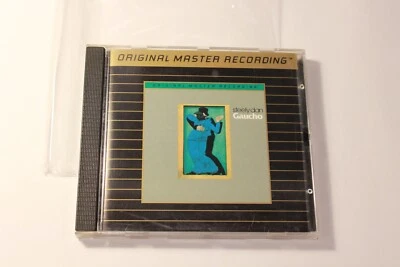 ORIGINAL MASTER RECORDING™
ORIGINAL MASTER RECORDING
steely dan
Gaucho